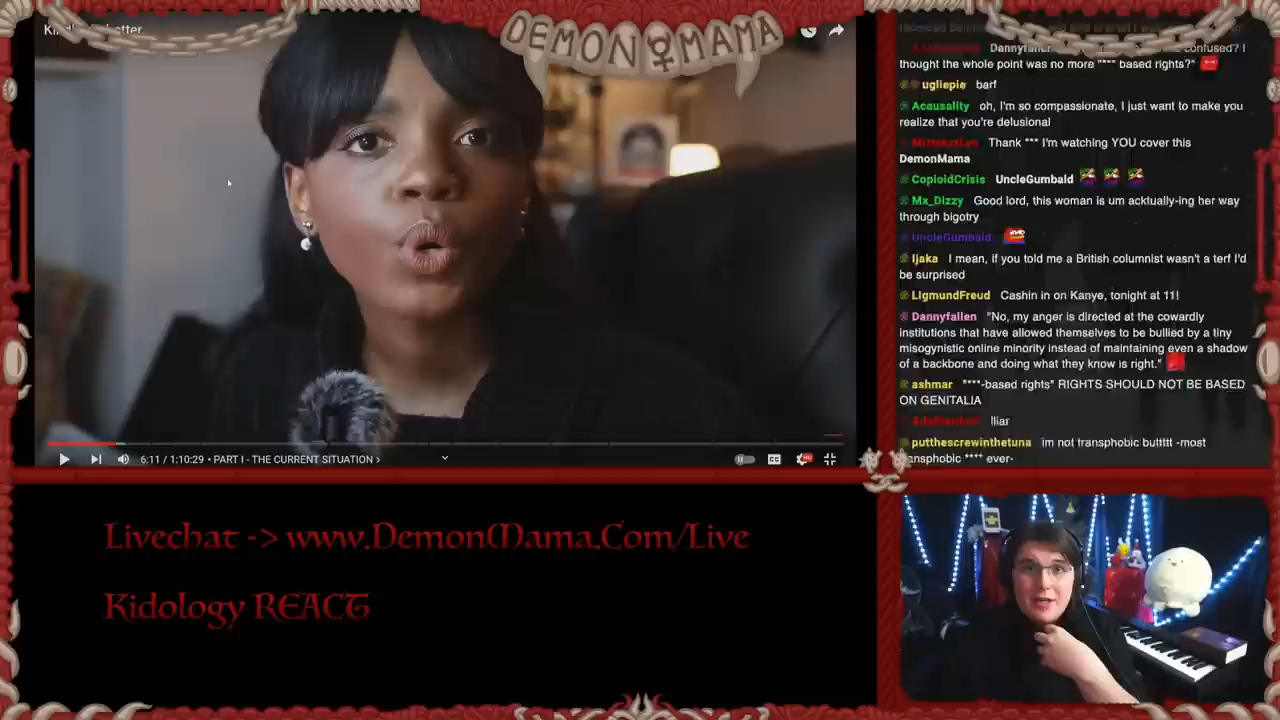 DEMON MAMA
thought the whole point was no more "*** based rights?"
ugliepie barf
Acausality oh, I'm so compassionate, I just want to make you
realize that you're delusional
Thank *** I'm watching YOU cover this
DemonMama
CopioidCrisis UncleGumbald
Mx_Dizzy Good lord, this woman is um acktually-ing her way
through bigotry
UncleGumbald
Ijaka I mean, if you told me a British columnist wasn't a terf I'd
be surprised
LigmundFreud Cashin in on Kanye, tonight at 11!
Dannyfallen "No, my anger is directed at the cowardly
institutions that have allowed themselves to be bullied by a tiny
misogynistic online minority instead of maintaining even a shadow
of a backbone and doing what they know is right."
ashmar "****-based rights" RIGHTS SHOULD NOT BE BASED
ON GENITALIA
lliar
putthescrewinthetuna im not transphobic buttttt -most
ansphobic **** ever-
6:11 / 1:10:29 • PART I - THE CURRENT SITUATION >
CC
HD
Livechat -> www.DemonMama.Com/Live
Kidology REACT